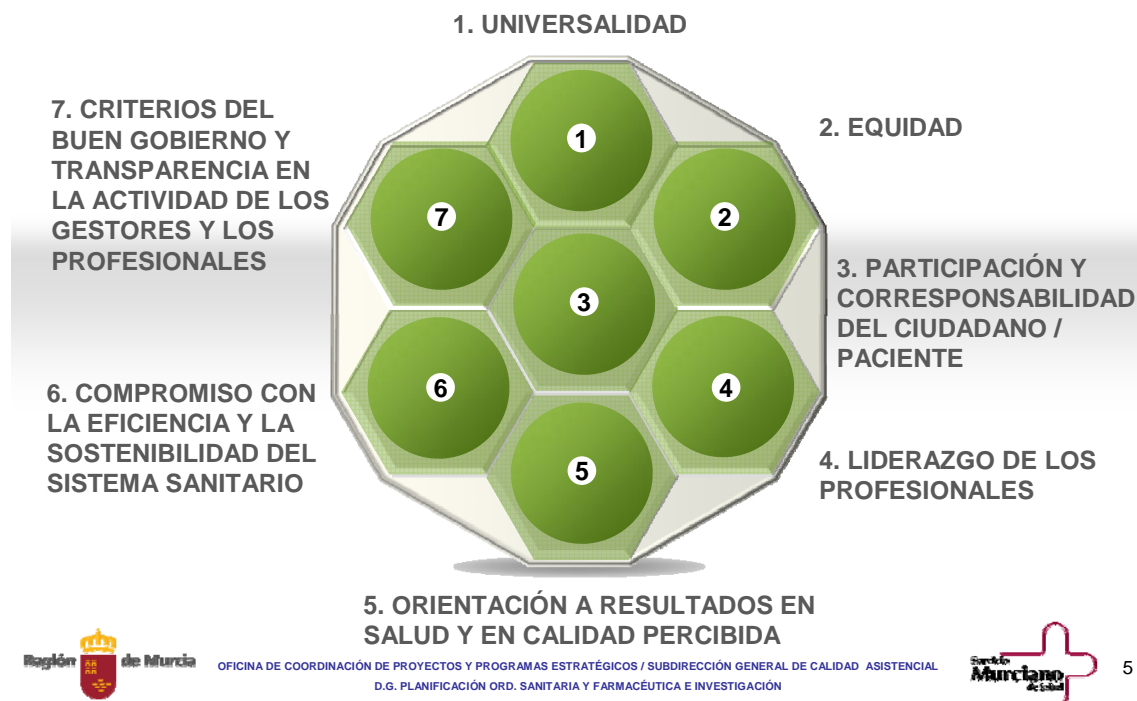 1. UNIVERSALIDAD
7. CRITERIOS DEL
BUEN GOBIERNO Y
TRANSPARENCIA EN
LA ACTIVIDAD DE LOS
GESTORES Y LOS
PROFESIONALES
1
2. EQUIDAD
7
2
3
3. PARTICIPACIÓN Y
CORRESPONSABILIDAD
DEL CIUDADANO /
PACIENTE
6. COMPROMISO CON
LA EFICIENCIA Y LA
SOSTENIBILIDAD DEL
SISTEMA SANITARIO
6
4
5
4. LIDERAZGO DE LOS
PROFESIONALES
5. ORIENTACIÓN A RESULTADOS EN
SALUD Y EN CALIDAD PERCIBIDA
Región de Murcia
OFICINA DE COORDINACIÓN DE PROYECTOS Y PROGRAMAS ESTRATÉGICOS / SUBDIRECCIÓN GENERAL DE CALIDAD ASISTENCIAL
D.G. PLANIFICACIÓN ORD. SANITARIA Y FARMACÉUTICA E INVESTIGACIÓN
Servicio
Murciano
de Salud
5